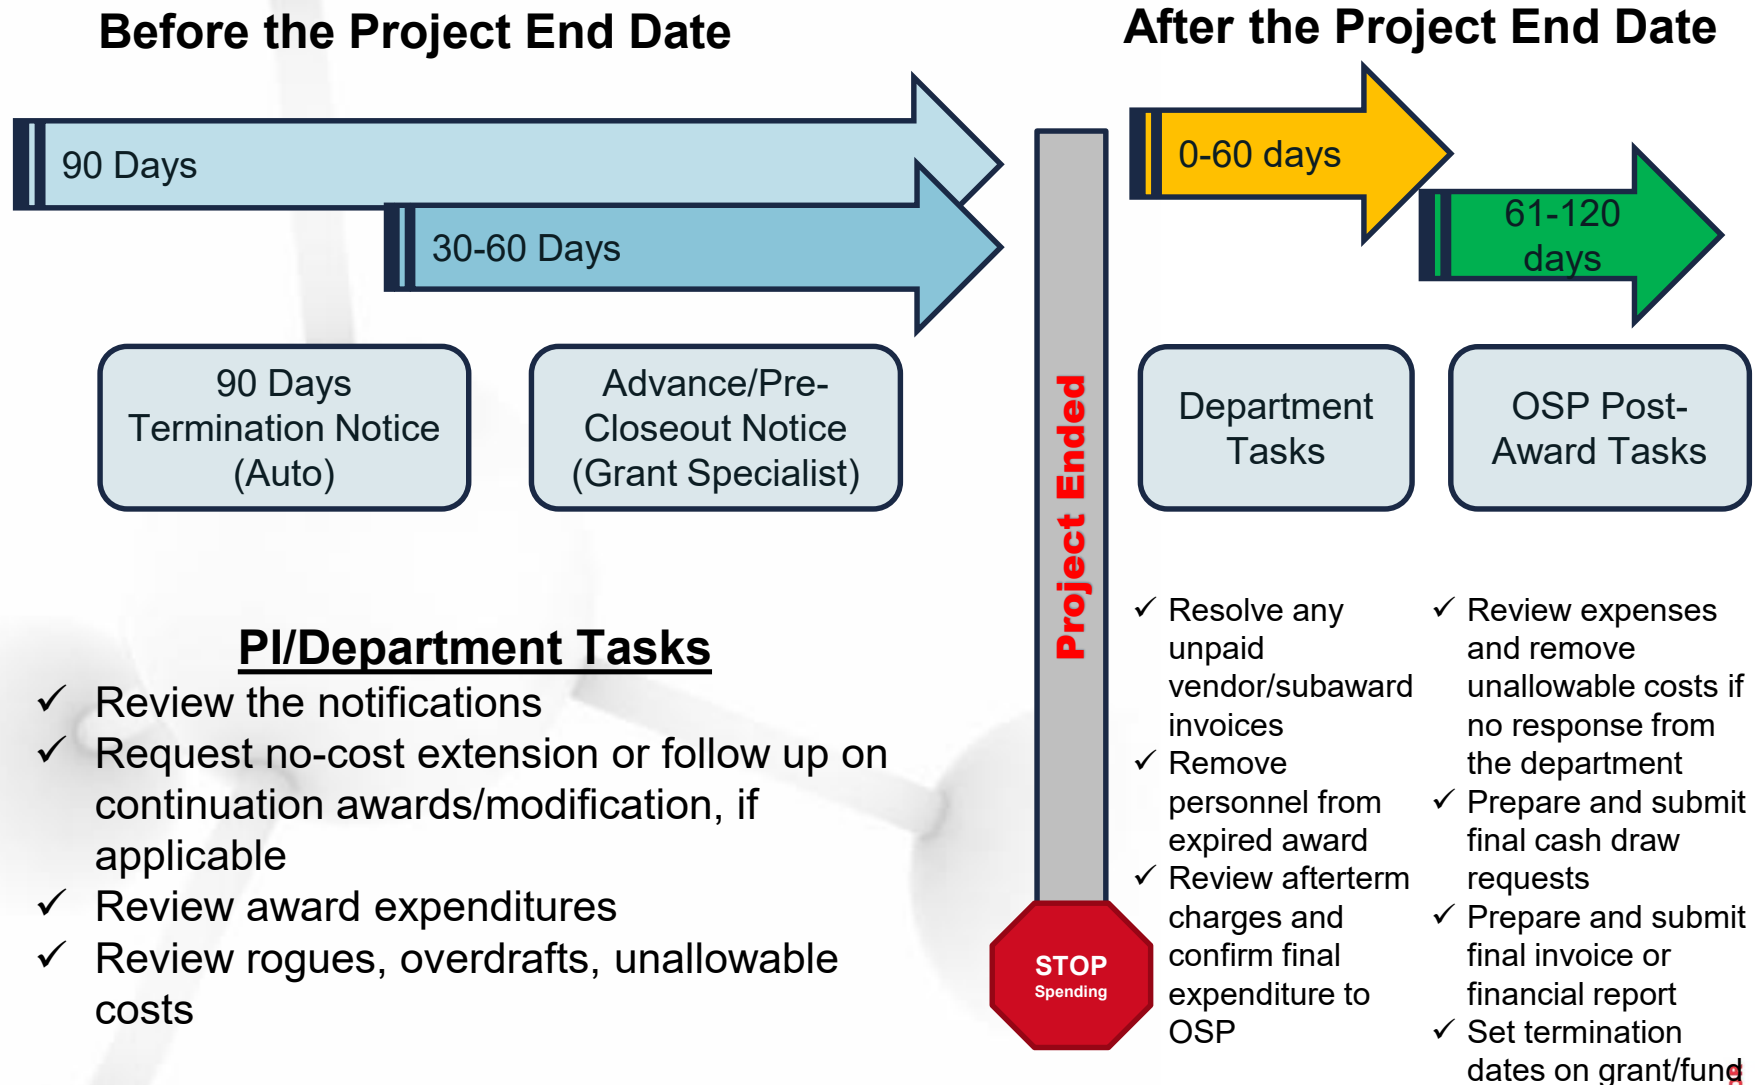 Before the Project End Date
After the Project End Date
90 Days
30-60 Days
0-60 days
61-120
days
90 Days
Termination Notice
(Auto)
Advance/Pre-
Closeout Notice
(Grant Specialist)
Project Ended
Department
Tasks
OSP Post-
Award Tasks
PI/Department Tasks
✓ Review the notifications
✓ Request no-cost extension or follow up on
continuation awards/modification, if
applicable
✓ Review award expenditures
✓ Review rogues, overdrafts, unallowable
costs
STOP
Spending
✓ Resolve any
unpaid
vendor/subaward
invoices
✓ Remove
personnel from
expired award
✓ Review afterterm
charges and
confirm final
expenditure to
OSP
✓ Review expenses
and remove
unallowable costs if
no response from
the department
✓ Prepare and submit
final cash draw
requests
✓ Prepare and submit
final invoice or
financial report
✓ Set termination
dates on grant/fund